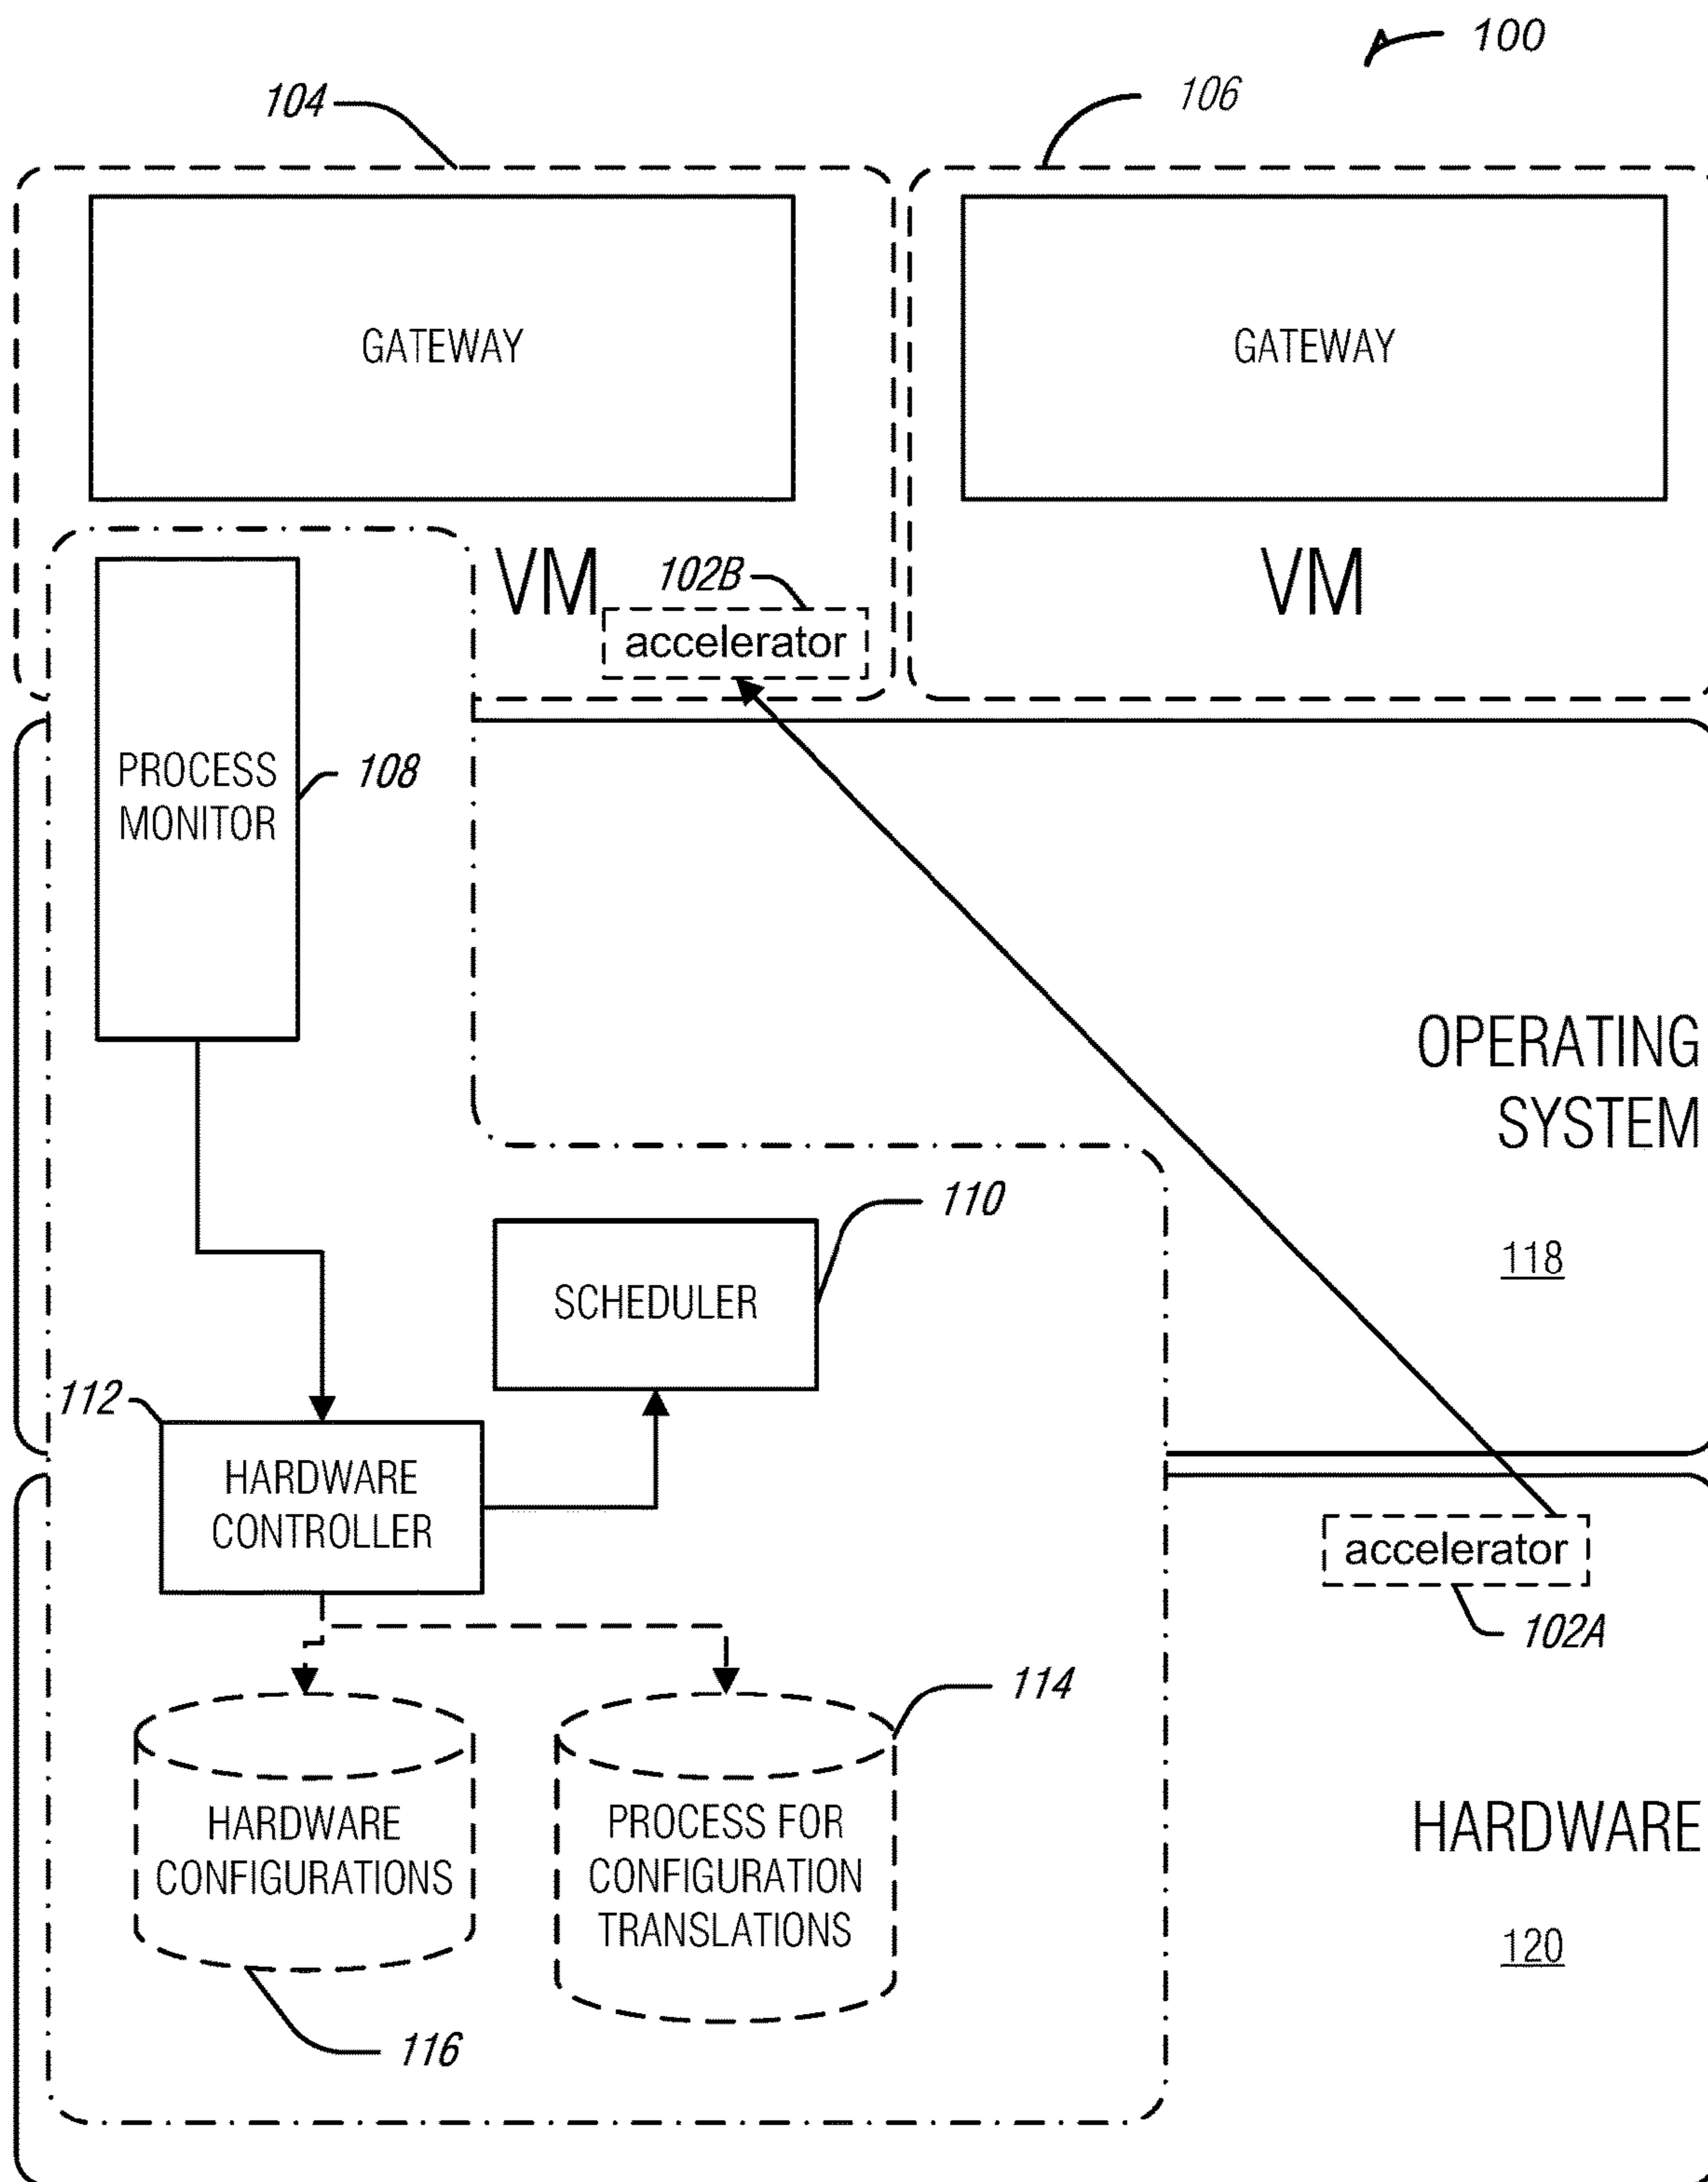 100
104
106
GATEWAY
GATEWAY
VM
102B
accelerator
VM
PROCESS
MONITOR
108
OPERATING
SYSTEM
118
110
SCHEDULER
112
HARDWARE
CONTROLLER
accelerator
102A
114
HARDWARE
CONFIGURATIONS
PROCESS FOR
CONFIGURATION
TRANSLATIONS
HARDWARE
120
116